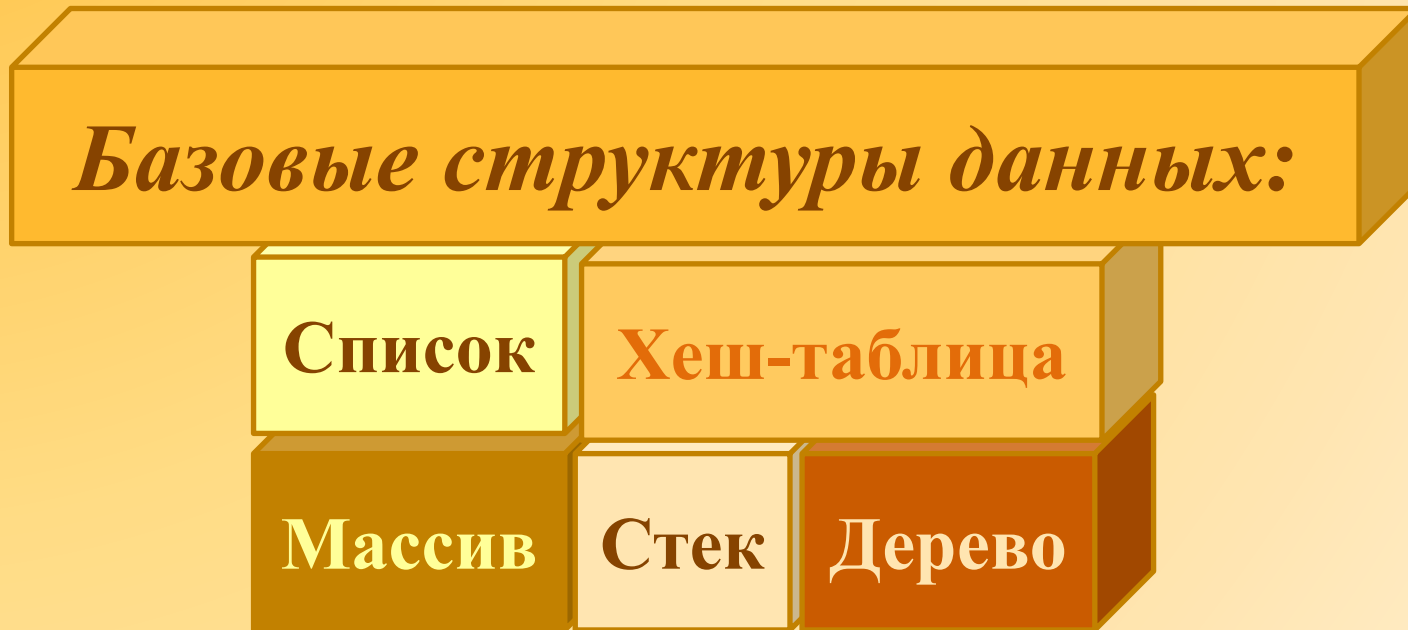 Базовые структуры данных:
Список Хеш-таблица
Массив Стек Дерево